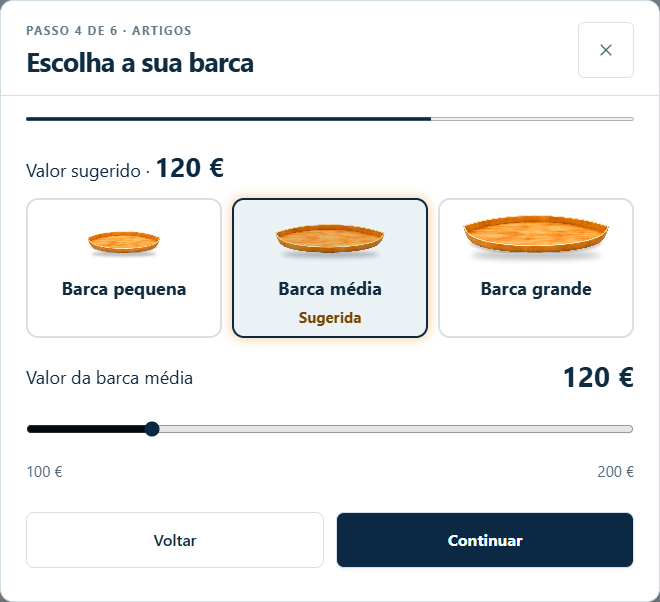 PASSO 4 DE 6 · ARTIGOS
Escolha a sua barca
Valor sugerido · 120 €
Barca pequena
Barca média
Sugerida
Barca grande
Valor da barca média
120 €
100 €
200 €
Voltar
Continuar